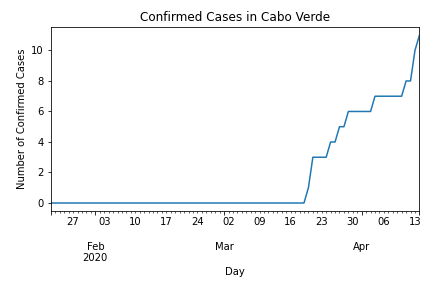 Confirmed Cases in Cabo Verde
Number of Confirmed Cases
10
8
6
4
2
0
27 03 10 17 24 02 09 16 23 30 06 13
Feb Mar Apr
2020
Day